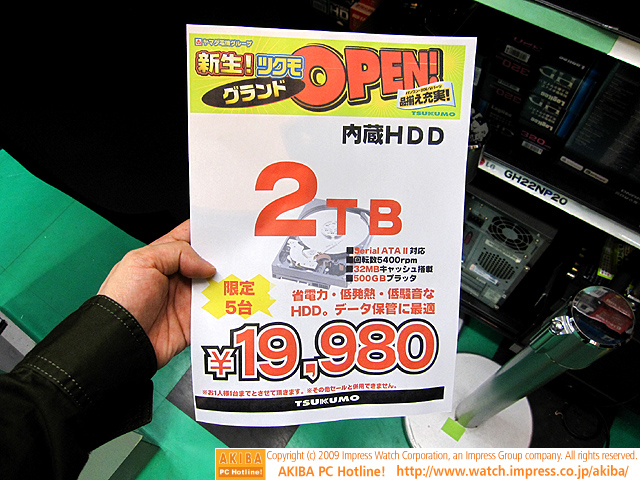 ヤマダ電機グループ
新生!ツクモ
グランド
OPEN!
品揃え充実!
TSUKUMO
内蔵HDD
2TB
■Serial ATA II 対応
■回転数5400rpm
■32MBキャッシュ搭載
■500GBプラッタ
限定
5台
省電力・低発熱・低騒音な
HDD。データ保管に最適
¥19,980
※お1人様1台までとさせて頂きます。※その他セールと併用できません。
TSUKUMO
LG
GH22NP20
AKIBA
PC Hotline!
Copyright (c) 2009 Impress Watch Corporation, an Impress Group company. All rights reserved.
AKIBA PC Hotline! http://www.watch.impress.co.jp/akiba/